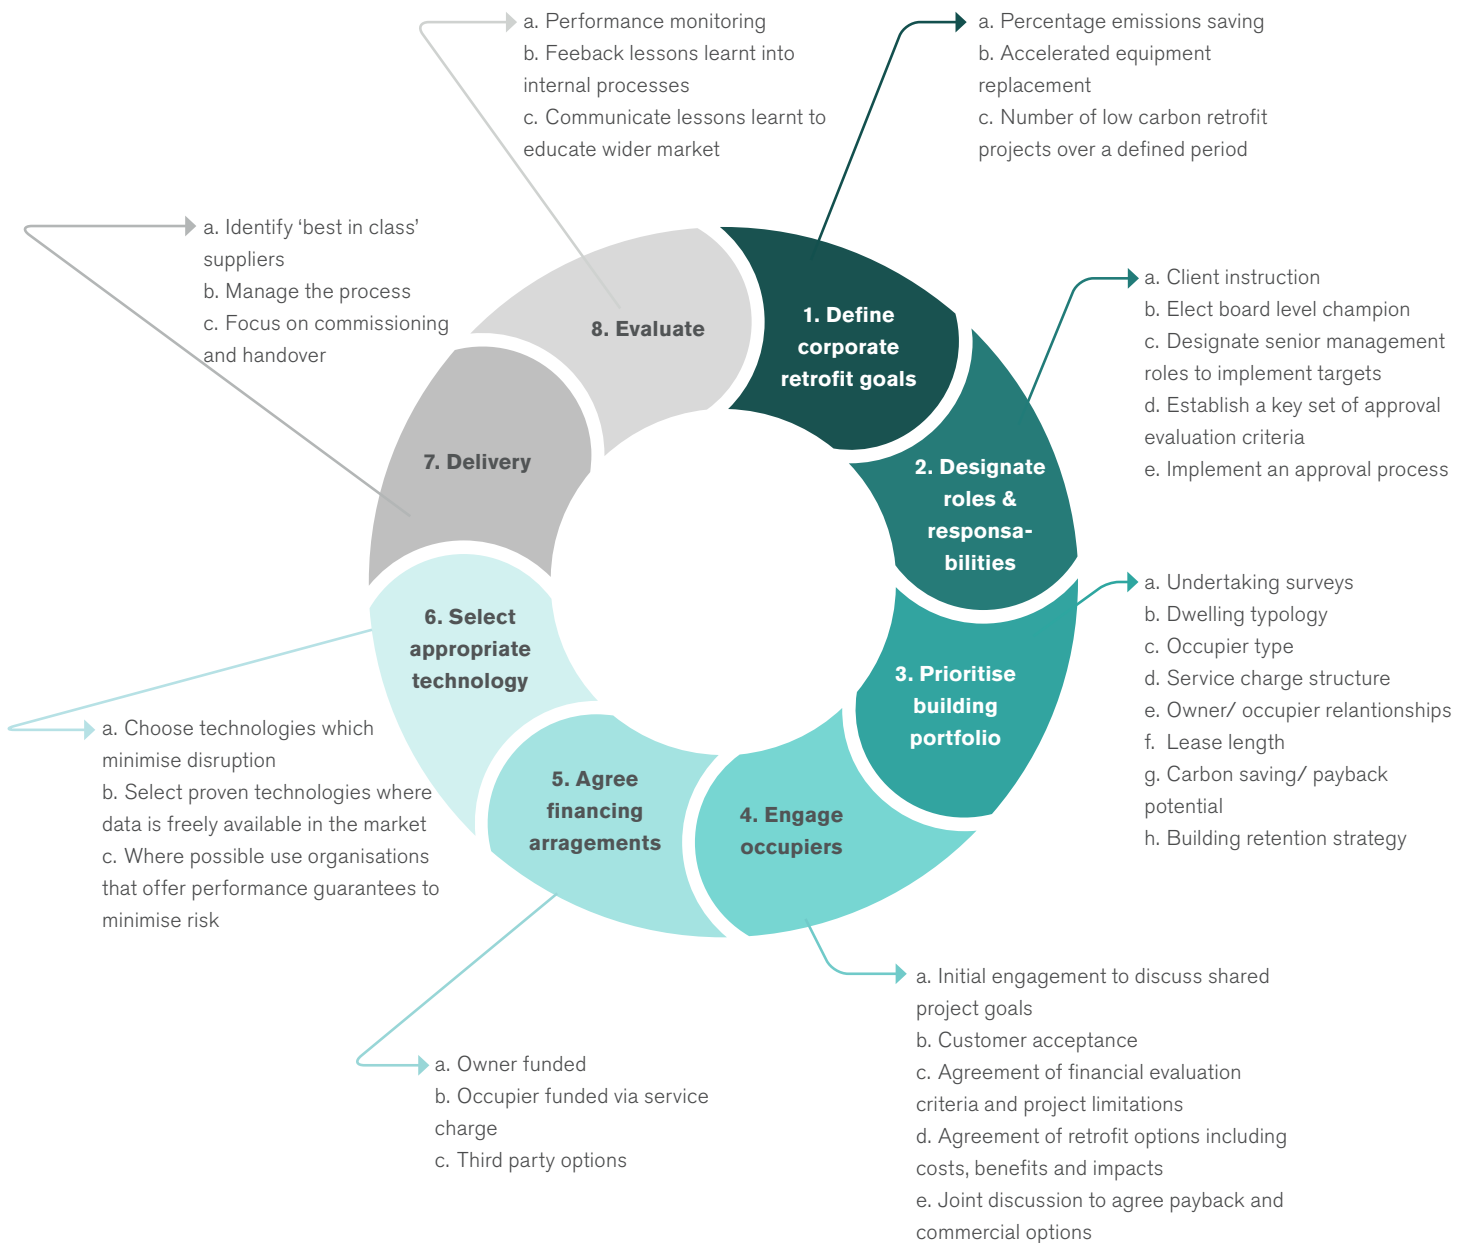 a. Performance monitoring
b. Feeback lessons learnt into
internal processes
c. Communicate lessons learnt to
educate wider market
a. Percentage emissions saving
b. Accelerated equipment
replacement
c. Number of low carbon retrofit
projects over a defined period
a. Identify ‘best in class’
suppliers
b. Manage the process
c. Focus on commissioning
and handover
a. Client instruction
b. Elect board level champion
c. Designate senior management
roles to implement targets
d. Establish a key set of approval
evaluation criteria
e. Implement an approval process
8. Evaluate
1. Define
corporate
retrofit goals
7. Delivery
2. Designate
roles &
responsa-
bilities
a. Undertaking surveys
b. Dwelling typology
c. Occupier type
d. Service charge structure
e. Owner/ occupier relantionships
f. Lease length
g. Carbon saving/ payback
potential
h. Building retention strategy
6. Select
appropriate
technology
3. Prioritise
building
portfolio
a. Choose technologies which
minimise disruption
b. Select proven technologies where
data is freely available in the market
c. Where possible use organisations
that offer performance guarantees to
minimise risk
5. Agree
financing
arragements
4. Engage
occupiers
a. Initial engagement to discuss shared
project goals
b. Customer acceptance
c. Agreement of financial evaluation
criteria and project limitations
d. Agreement of retrofit options including
costs, benefits and impacts
e. Joint discussion to agree payback and
commercial options
a. Owner funded
b. Occupier funded via service
charge
c. Third party options